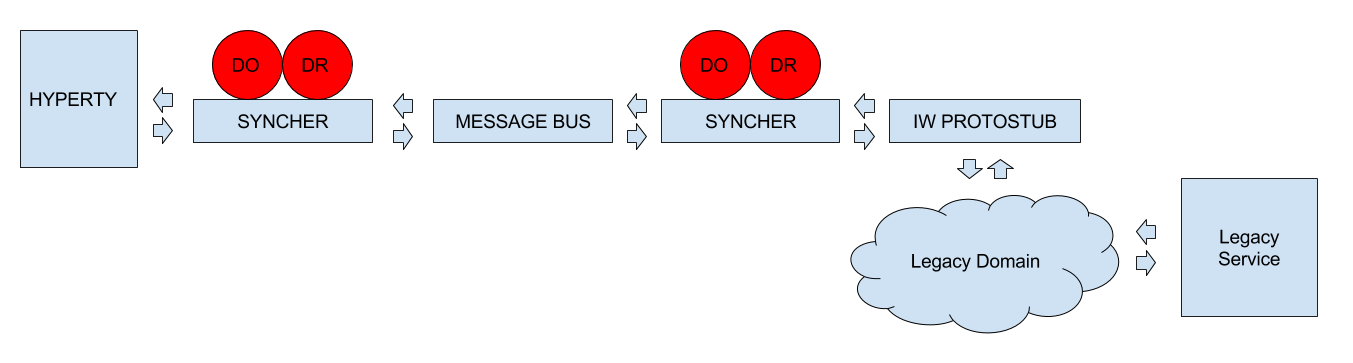 DO DR
DO DR
HYPERTY
SYNCHER
MESSAGE BUS
SYNCHER
IW PROTOSTUB
Legacy Domain
Legacy
Service